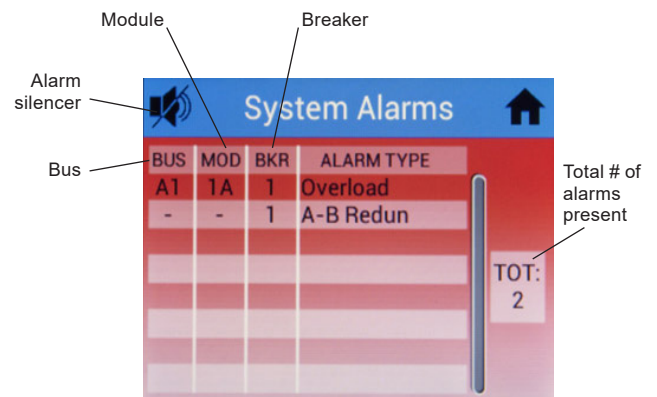 Module
Breaker
Alarm
silencer
System Alarms
Bus
BUS MOD BKR ALARM TYPE
A1 1A 1 Overload
- - 1 A-B Redun
Total # of
alarms
present
TOT:
2